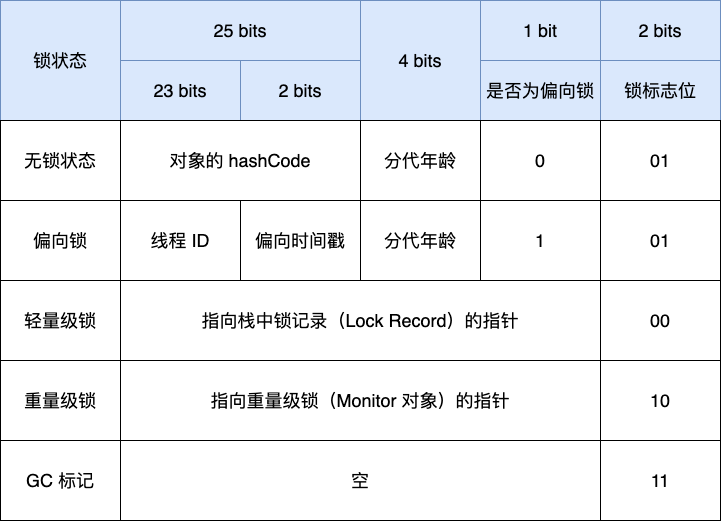 锁状态
25 bits
4 bits
1 bit
2 bits
23 bits
2 bits
是否为偏向锁
锁标志位
无锁状态
对象的 hashCode
分代年龄
0
01
偏向锁
线程 ID
偏向时间戳
分代年龄
1
01
轻量级锁
指向栈中锁记录（Lock Record）的指针
00
重量级锁
指向重量级锁（Monitor 对象）的指针
10
GC 标记
空
11